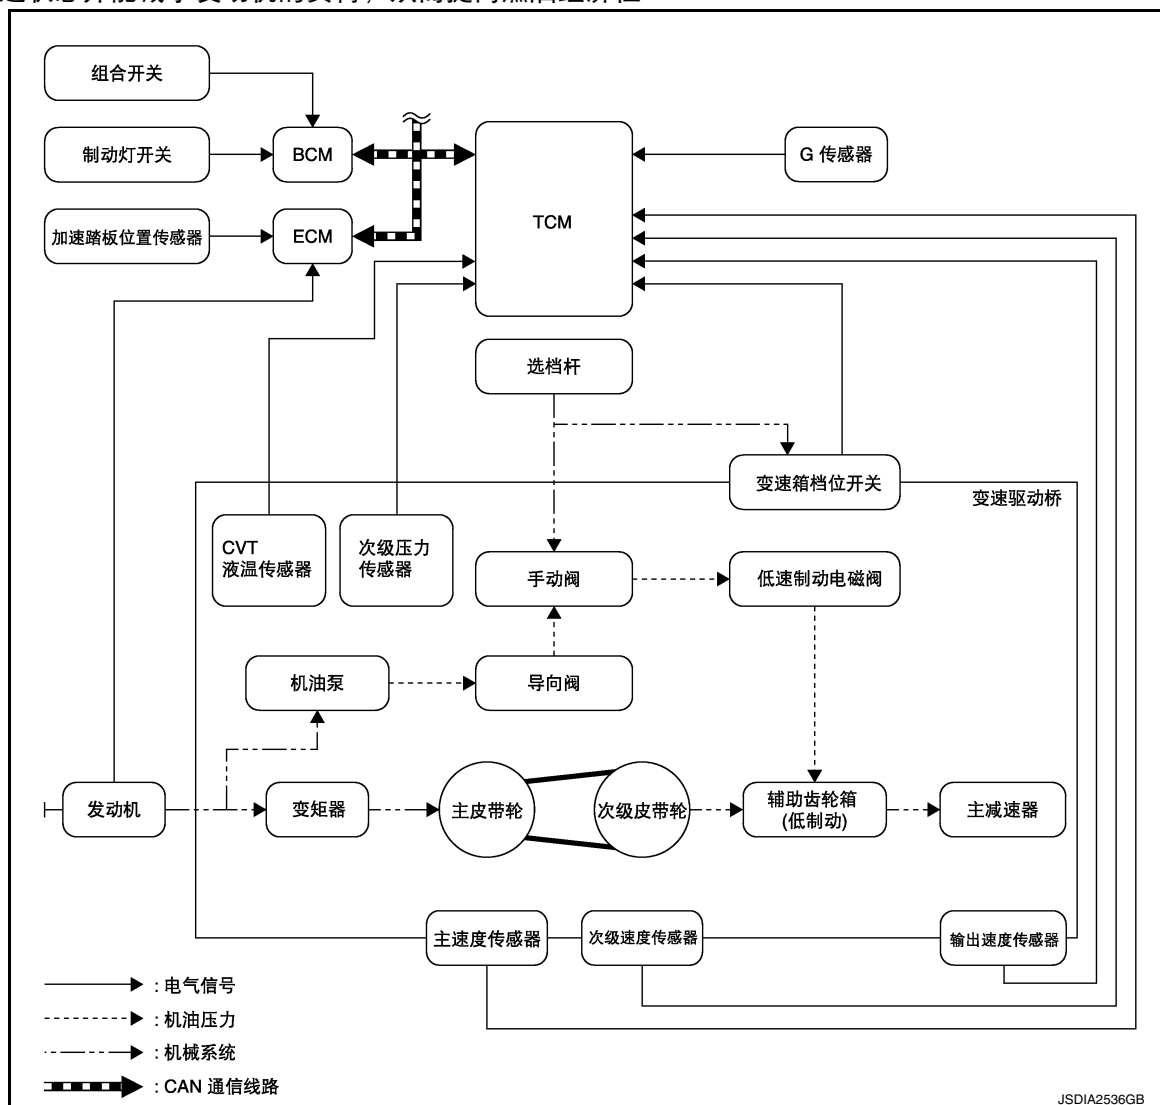 组合开关
制动灯开关
BCM
G 传感器
TCM
加速踏板位置传感器
ECM
选档杆
变速箱档位开关
变速驱动桥
CVT
液温传感器
次级压力
传感器
手动阀
低速制动电磁阀
机油泵
导向阀
发动机
变矩器
主皮带轮
次级皮带轮
辅助齿轮箱
(低制动)
主减速器
主速度传感器
次级速度传感器
输出速度传感器
: 电气信号
: 机油压力
: 机械系统
: CAN 通信线路
JSDIA2536GB